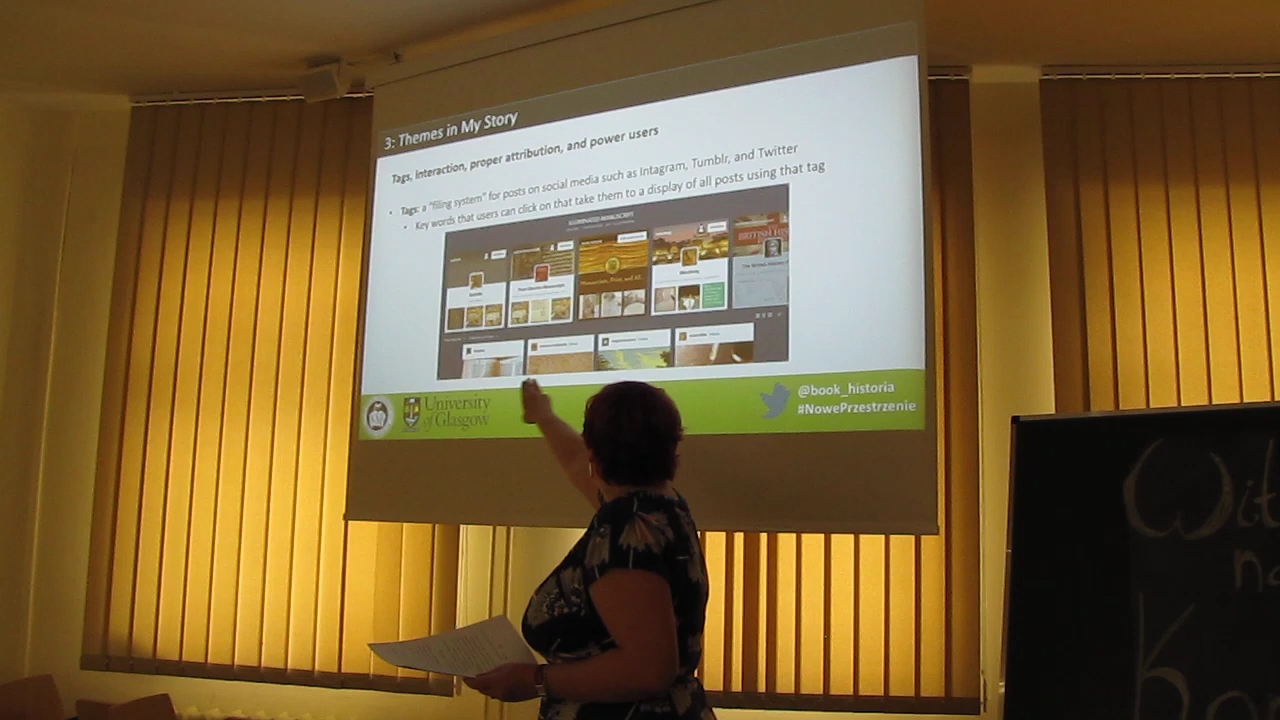 3: Themes in My Story
Tags, interaction, proper attribution, and power users
• Tags: a "filing system" for posts on social media such as Intagram, Tumblr, and Twitter
• Key words that users can click on that take them to a display of all posts using that tag
ILLUMINATED MANUSCRIPT
BRITISH HIS
University
of Glasgow
@book_historia
#NowePrzestrzenie
Wit
na